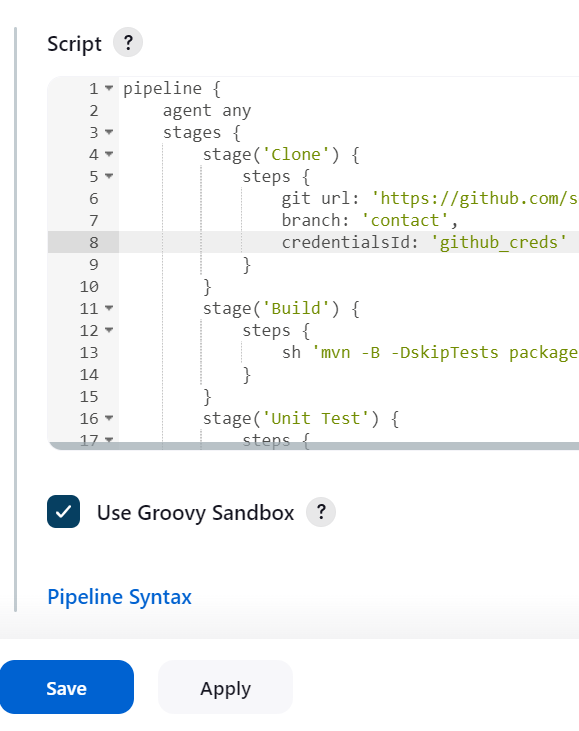 Script ?
1 pipeline {
2     agent any
3     stages {
4         stage('Clone') {
5             steps {
6                 git url: 'https://github.com/s
7                 branch: 'contact',
8                 credentialsId: 'github_creds'
9             }
10         }
11         stage('Build') {
12             steps {
13                 sh 'mvn -B -DskipTests package
14             }
15         }
16         stage('Unit Test') {
17             steps {
Use Groovy Sandbox ?
Pipeline Syntax
Save Apply